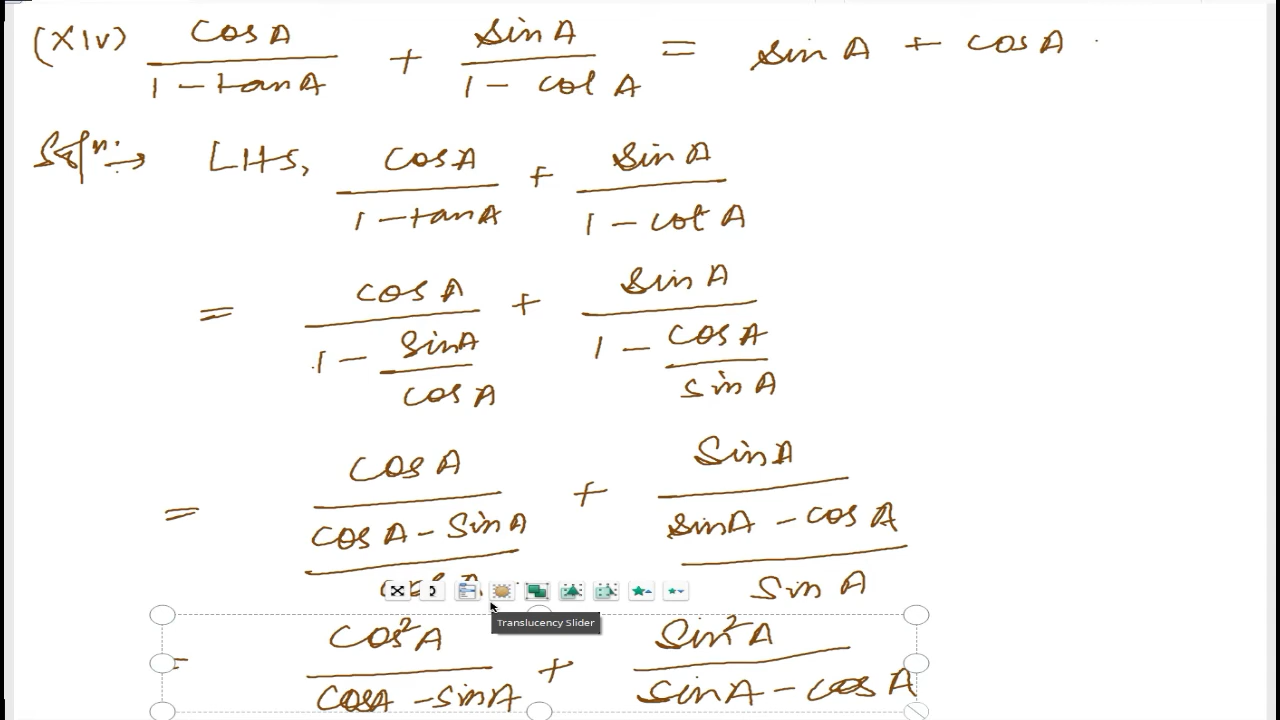 (XIV) cosA / 1 - tanA + sinA / 1 - cotA = sinA + cosA
Soln. → LHS, cosA / 1 - tanA + sinA / 1 - cotA
= cosA / 1 - sinA / cosA + sinA / 1 - cosA / sinA
= cosA / cosA - sinA / cosA + sinA / sinA - cosA / sinA
Translucency Slider
= cos²A / cosA - sinA + sin²A / sinA - cosA